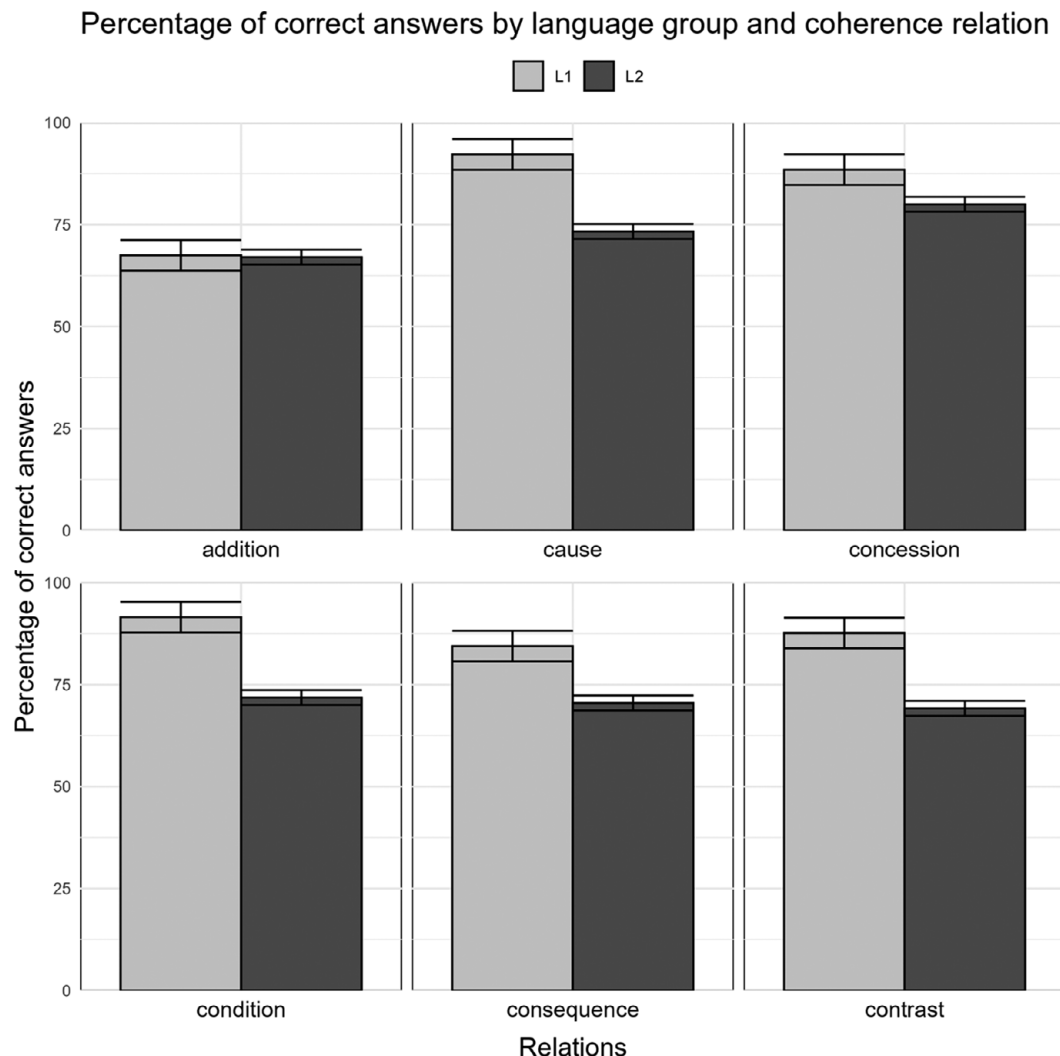 Percentage of correct answers by language group and coherence relation
L1 L2
100
75
50
25
0
addition cause concession
100
75
50
25
0
condition consequence contrast
Percentage of correct answers
Relations